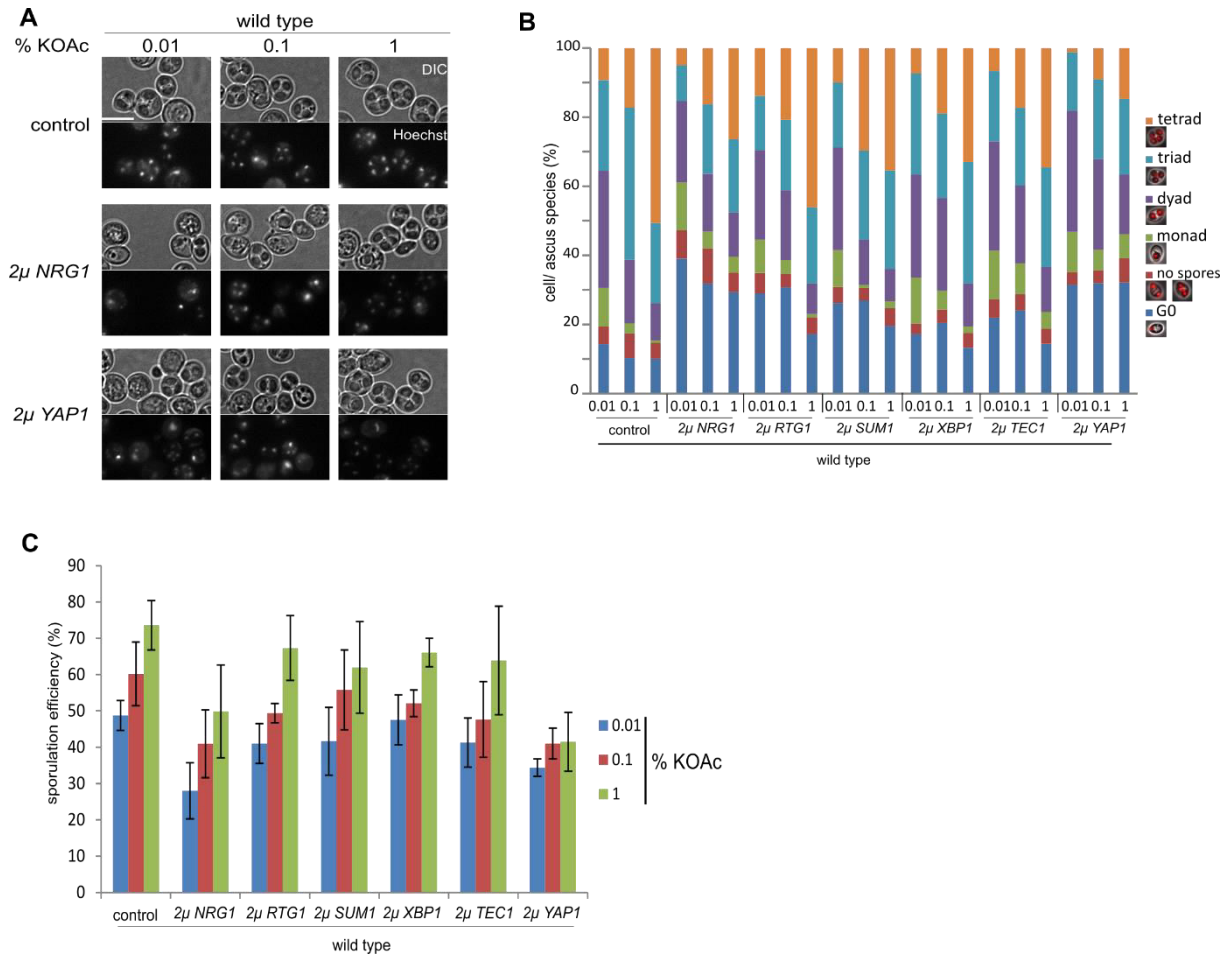 A
wild type
% KOAc
0.01
0.1
1
control
DIC
Hoechst
2μ NRG1
2μ YAP1
B
cell/ ascus species (%)
100
80
60
40
20
0
0.01 0.1 1
0.01 0.1 1
0.01 0.1 1
0.01 0.1 1
0.01 0.1 1
0.01 0.1 1
0.01 0.1 1
control
2μ NRG1
2μ RTG1
2μ SUM1
2μ XBP1
2μ TEC1
2μ YAP1
wild type
tetrad
triad
dyad
monad
no spores
G0
C
sporulation efficiency (%)
90
80
70
60
50
40
30
20
10
0
control
2μ NRG1
2μ RTG1
2μ SUM1
2μ XBP1
2μ TEC1
2μ YAP1
wild type
0.01
0.1
1
% KOAc